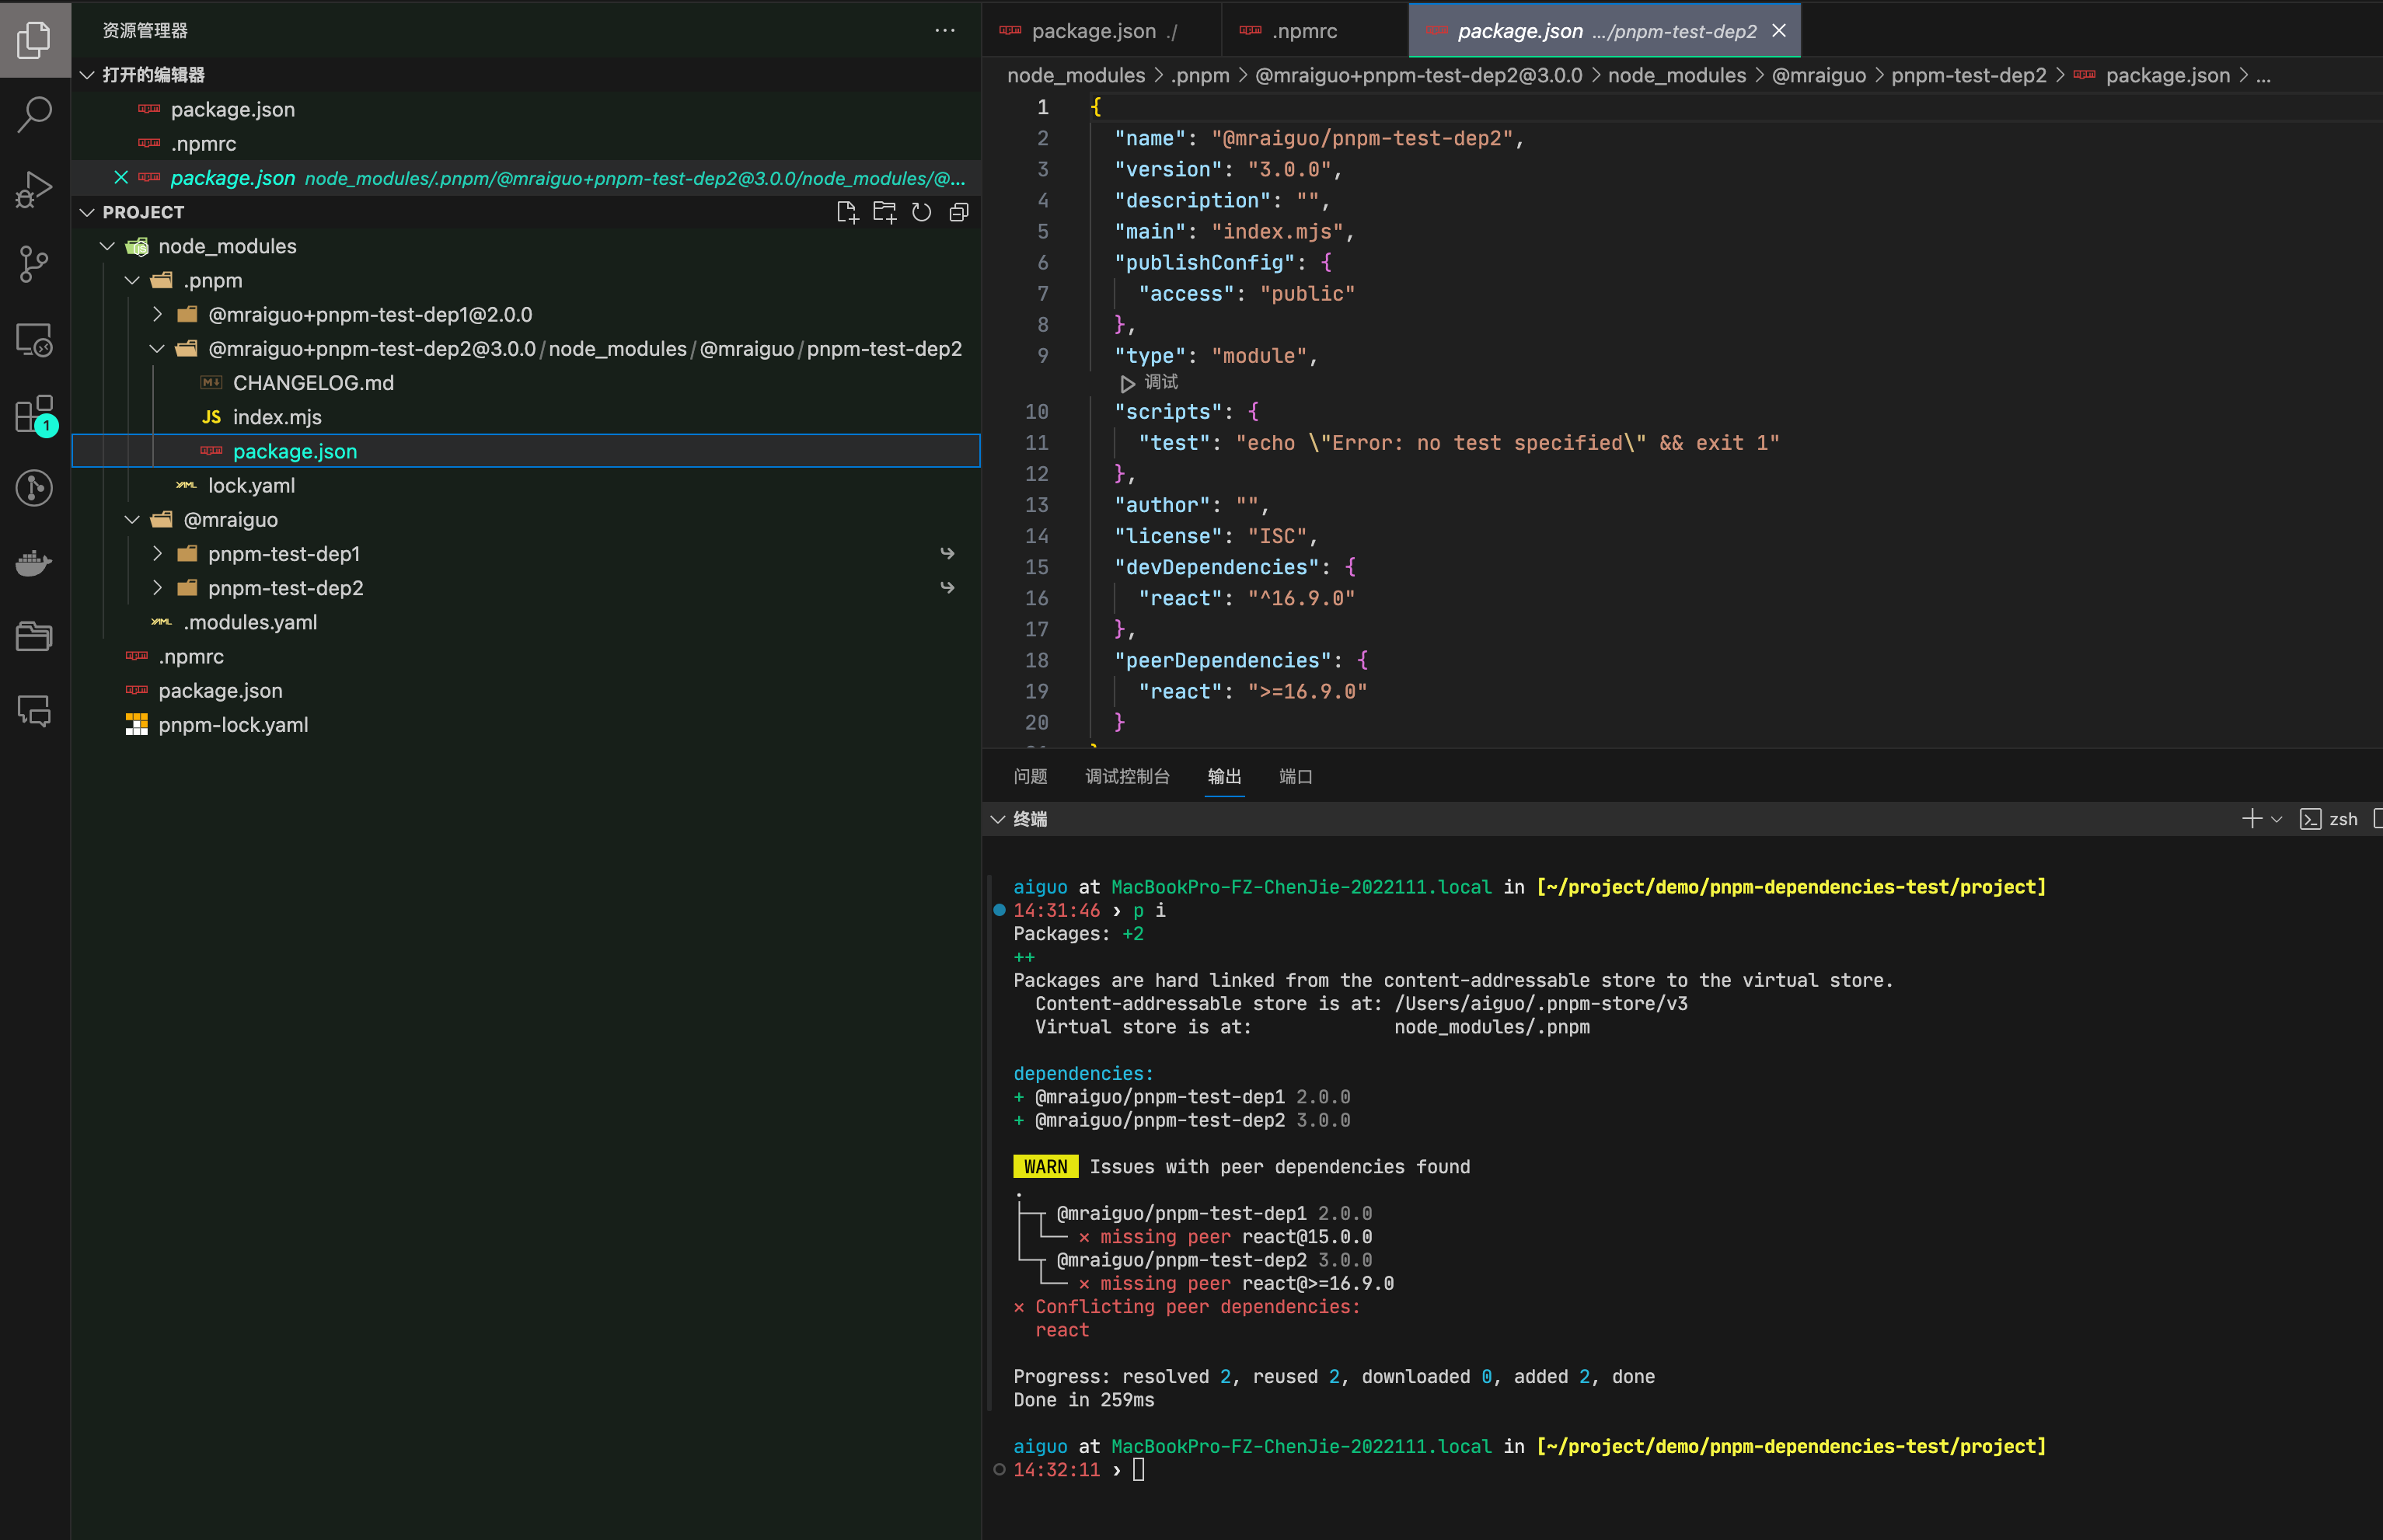 资源管理器
打开的编辑器
package.json
.npmrc
package.json node_modules/.pnpm/@mraiguo+pnpm-test-dep2@3.0.0/node_modules/@...
PROJECT
node_modules
.pnpm
@mraiguo+pnpm-test-dep1@2.0.0
@mraiguo+pnpm-test-dep2@3.0.0/node_modules/@mraiguo/pnpm-test-dep2
CHANGELOG.md
JS index.mjs
package.json
lock.yaml
@mraiguo
pnpm-test-dep1
pnpm-test-dep2
.modules.yaml
.npmrc
package.json
pnpm-lock.yaml
1
package.json ./
.npmrc
package.json .../pnpm-test-dep2
node_modules > .pnpm > @mraiguo+pnpm-test-dep2@3.0.0 > node_modules > @mraiguo > pnpm-test-dep2 > package.json > ...
1 {
2 "name": "@mraiguo/pnpm-test-dep2",
3 "version": "3.0.0",
4 "description": "",
5 "main": "index.mjs",
6 "publishConfig": {
7 "access": "public"
8 },
9 "type": "module",
调试
10 "scripts": {
11 "test": "echo \"Error: no test specified\" && exit 1"
12 },
13 "author": "",
14 "license": "ISC",
15 "devDependencies": {
16 "react": "^16.9.0"
17 },
18 "peerDependencies": {
19 "react": ">=16.9.0"
20 }
问题 调试控制台 输出 端口
终端
zsh
aiguo at MacBookPro-FZ-ChenJie-2022111.local in [~/project/demo/pnpm-dependencies-test/project]
14:31:46 › p i
Packages: +2
++
Packages are hard linked from the content-addressable store to the virtual store.
Content-addressable store is at: /Users/aiguo/.pnpm-store/v3
Virtual store is at: node_modules/.pnpm
dependencies:
+ @mraiguo/pnpm-test-dep1 2.0.0
+ @mraiguo/pnpm-test-dep2 3.0.0
WARN Issues with peer dependencies found
.
├─┬ @mraiguo/pnpm-test-dep1 2.0.0
│ └── × missing peer react@15.0.0
└─┬ @mraiguo/pnpm-test-dep2 3.0.0
└── × missing peer react@>=16.9.0
× Conflicting peer dependencies:
react
Progress: resolved 2, reused 2, downloaded 0, added 2, done
Done in 259ms
aiguo at MacBookPro-FZ-ChenJie-2022111.local in [~/project/demo/pnpm-dependencies-test/project]
14:32:11 ›